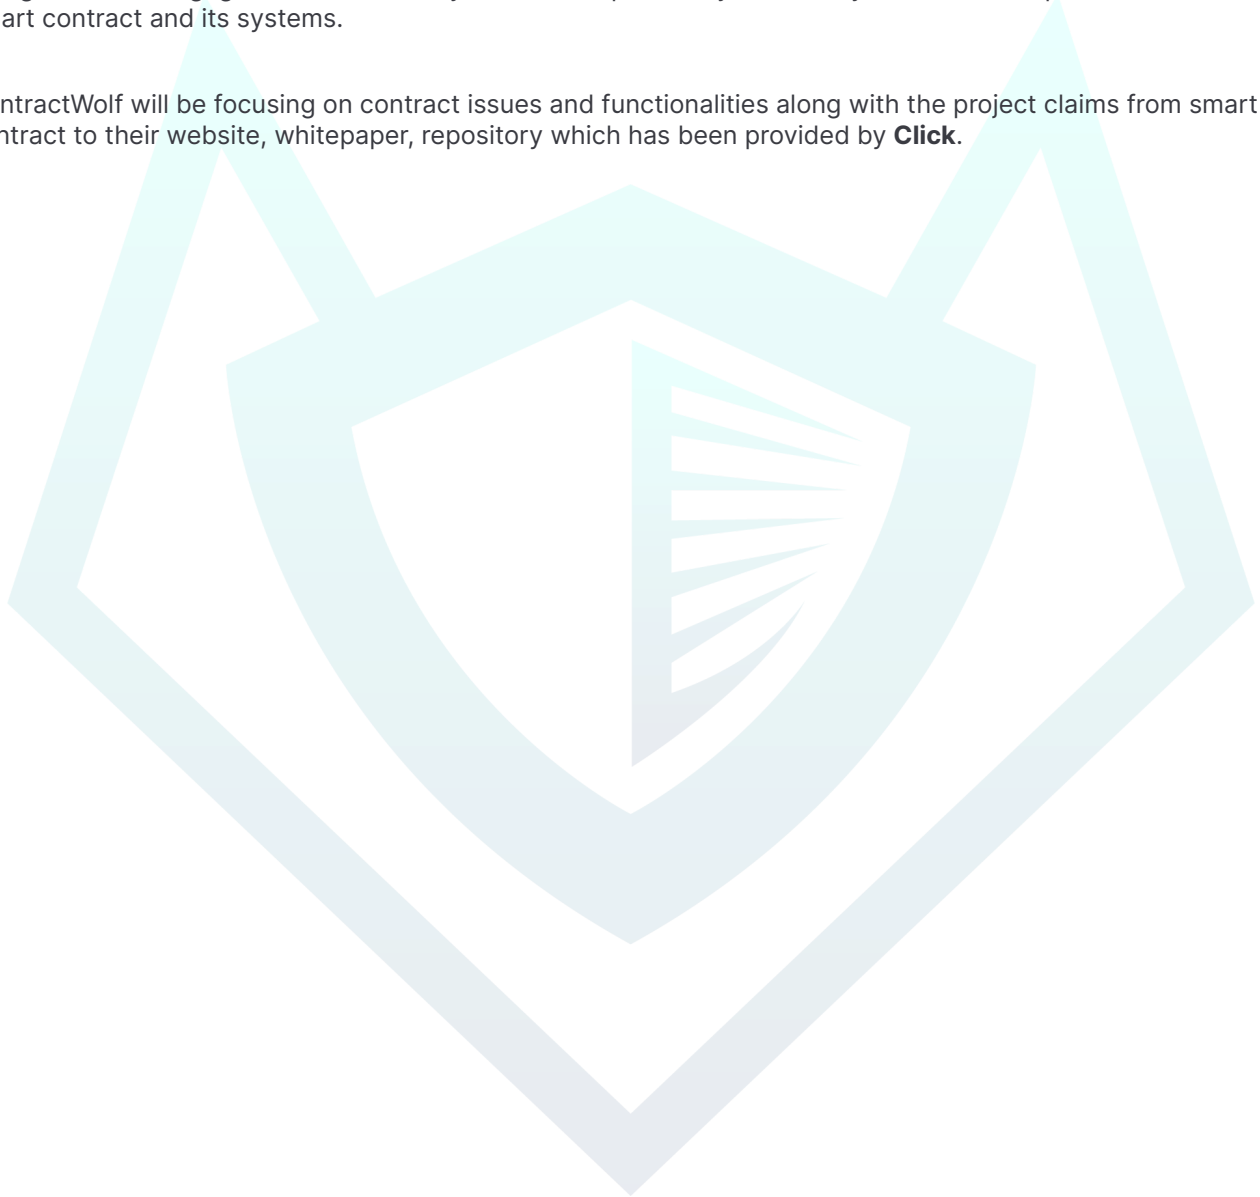 art contract and its systems.
ntractWolf will be focusing on contract issues and functionalities along with the project claims from smart
ntract to their website, whitepaper, repository which has been provided by Click.